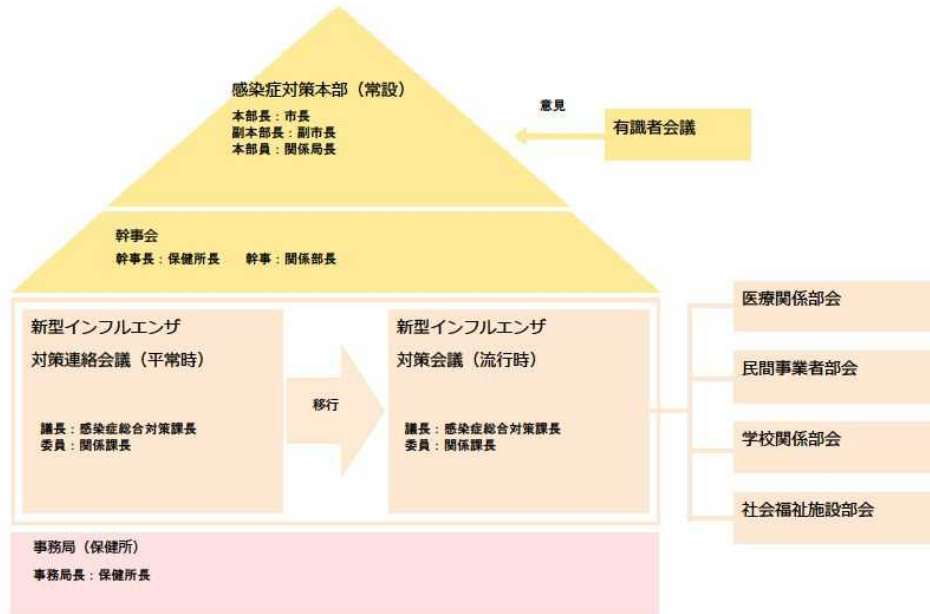 感染症対策本部（常設）
本部長：市長
副本部長：副市長
本部員：関係局長
意見
有識者会議
幹事会
幹事長：保健所長　幹事：関係部長
新型インフルエンザ
対策連絡会議（平常時）
議長：感染症総合対策課長
委員：関係課長
移行
新型インフルエンザ
対策会議（流行時）
議長：感染症総合対策課長
委員：関係課長
医療関係部会
民間事業者部会
学校関係部会
社会福祉施設部会
事務局（保健所）
事務局長：保健所長